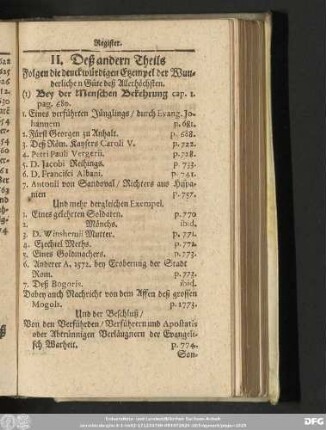 Register.
II. Deß andern Theils
Folgen die denckwürdigen Exempel der Wun-
derlichen Güte deß Allerhöchsten.
(1) Bey der Menschen Bekehrung cap. 1.
pag. 680.
1. Eines verführten Jünglings / durch Evang. Jo-
hannem p. 681.
2. Fürst Georgen zu Anhalt. p. 688.
3. Deß Röm. Kaysers Caroli V. p. 722.
4. Petri Pauli Vergerii. p. 728.
5. D. Jacobi Reihings. p. 733.
6. D. Francisci Albani. p. 741.
7. Antonii von Sandoval / Richters aus Hispa-
nien p. 757.
Und mehr dergleichen Exempel.
1. Eines gelehrten Soldaten. p. 770
2. Mönchs. ibid.
3. D. Wimhernii Mutter. p. 771.
4. Ezechiel Meths. p. 772.
5. Eines Goldmachers. p. 773.
6. Anderer A. 1572. bey Eroberung der Stadt
Rom. p. 773.
7. Deß Bogoris. ibid.
Dabey auch Nachricht von dem Affen deß grossen
Moguls. p. 1773.
Und der Beschluß /
Von den Verführden / Verführern und Apostatis
oder Abtrünnigen Verläugnern der Evangeli-
sch Warheit. p. 774.
Son-
DFG